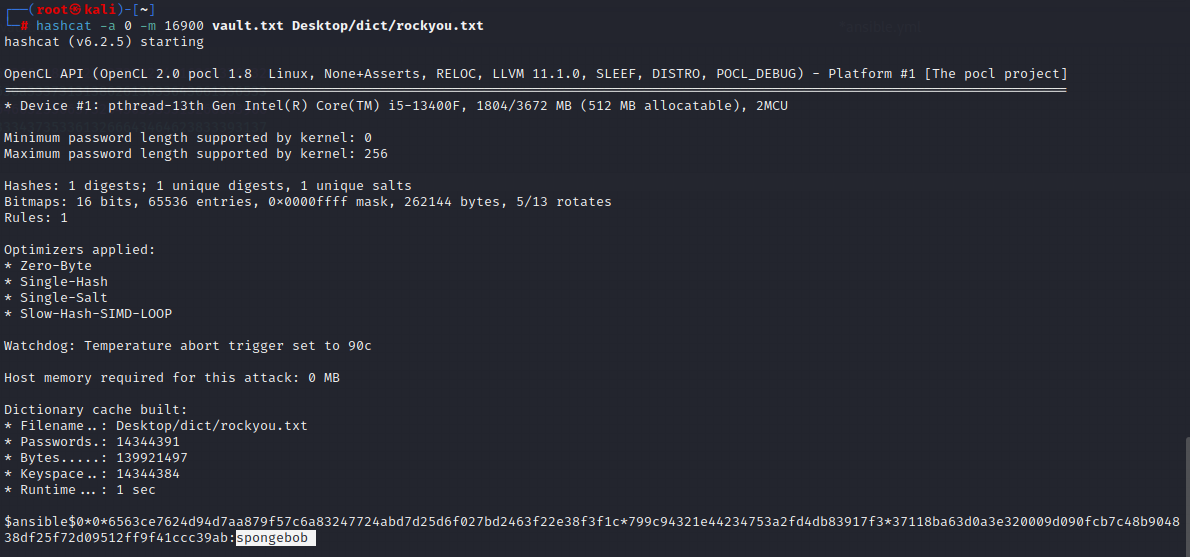 ┌──(root㉿kali)-[~]
└─# hashcat -a 0 -m 16900 vault.txt Desktop/dict/rockyou.txt
hashcat (v6.2.5) starting
OpenCL API (OpenCL 2.0 pocl 1.8  Linux, None+Asserts, RELOC, LLVM 11.1.0, SLEEF, DISTRO, POCL_DEBUG) - Platform #1 [The pocl project]
* Device #1: pthread-13th Gen Intel(R) Core(TM) i5-13400F, 1804/3672 MB (512 MB allocatable), 2MCU
Minimum password length supported by kernel: 0
Maximum password length supported by kernel: 256
Hashes: 1 digests; 1 unique digests, 1 unique salts
Bitmaps: 16 bits, 65536 entries, 0x0000ffff mask, 262144 bytes, 5/13 rotates
Rules: 1
Optimizers applied:
* Zero-Byte
* Single-Hash
* Single-Salt
* Slow-Hash-SIMD-LOOP
Watchdog: Temperature abort trigger set to 90c
Host memory required for this attack: 0 MB
Dictionary cache built:
* Filename..: Desktop/dict/rockyou.txt
* Passwords.: 14344391
* Bytes.....: 139921497
* Keyspace..: 14344384
* Runtime...: 1 sec
$ansible$0*0*6563ce7624d94d7aa879f57c6a83247724abd7d25d6f027bd2463f22e38f3f1c*799c94321e44234753a2fd4db83917f3*37118ba63d0a3e320009d090fcb7c48b9048
38df25f72d09512ff9f41ccc39ab:spongebob